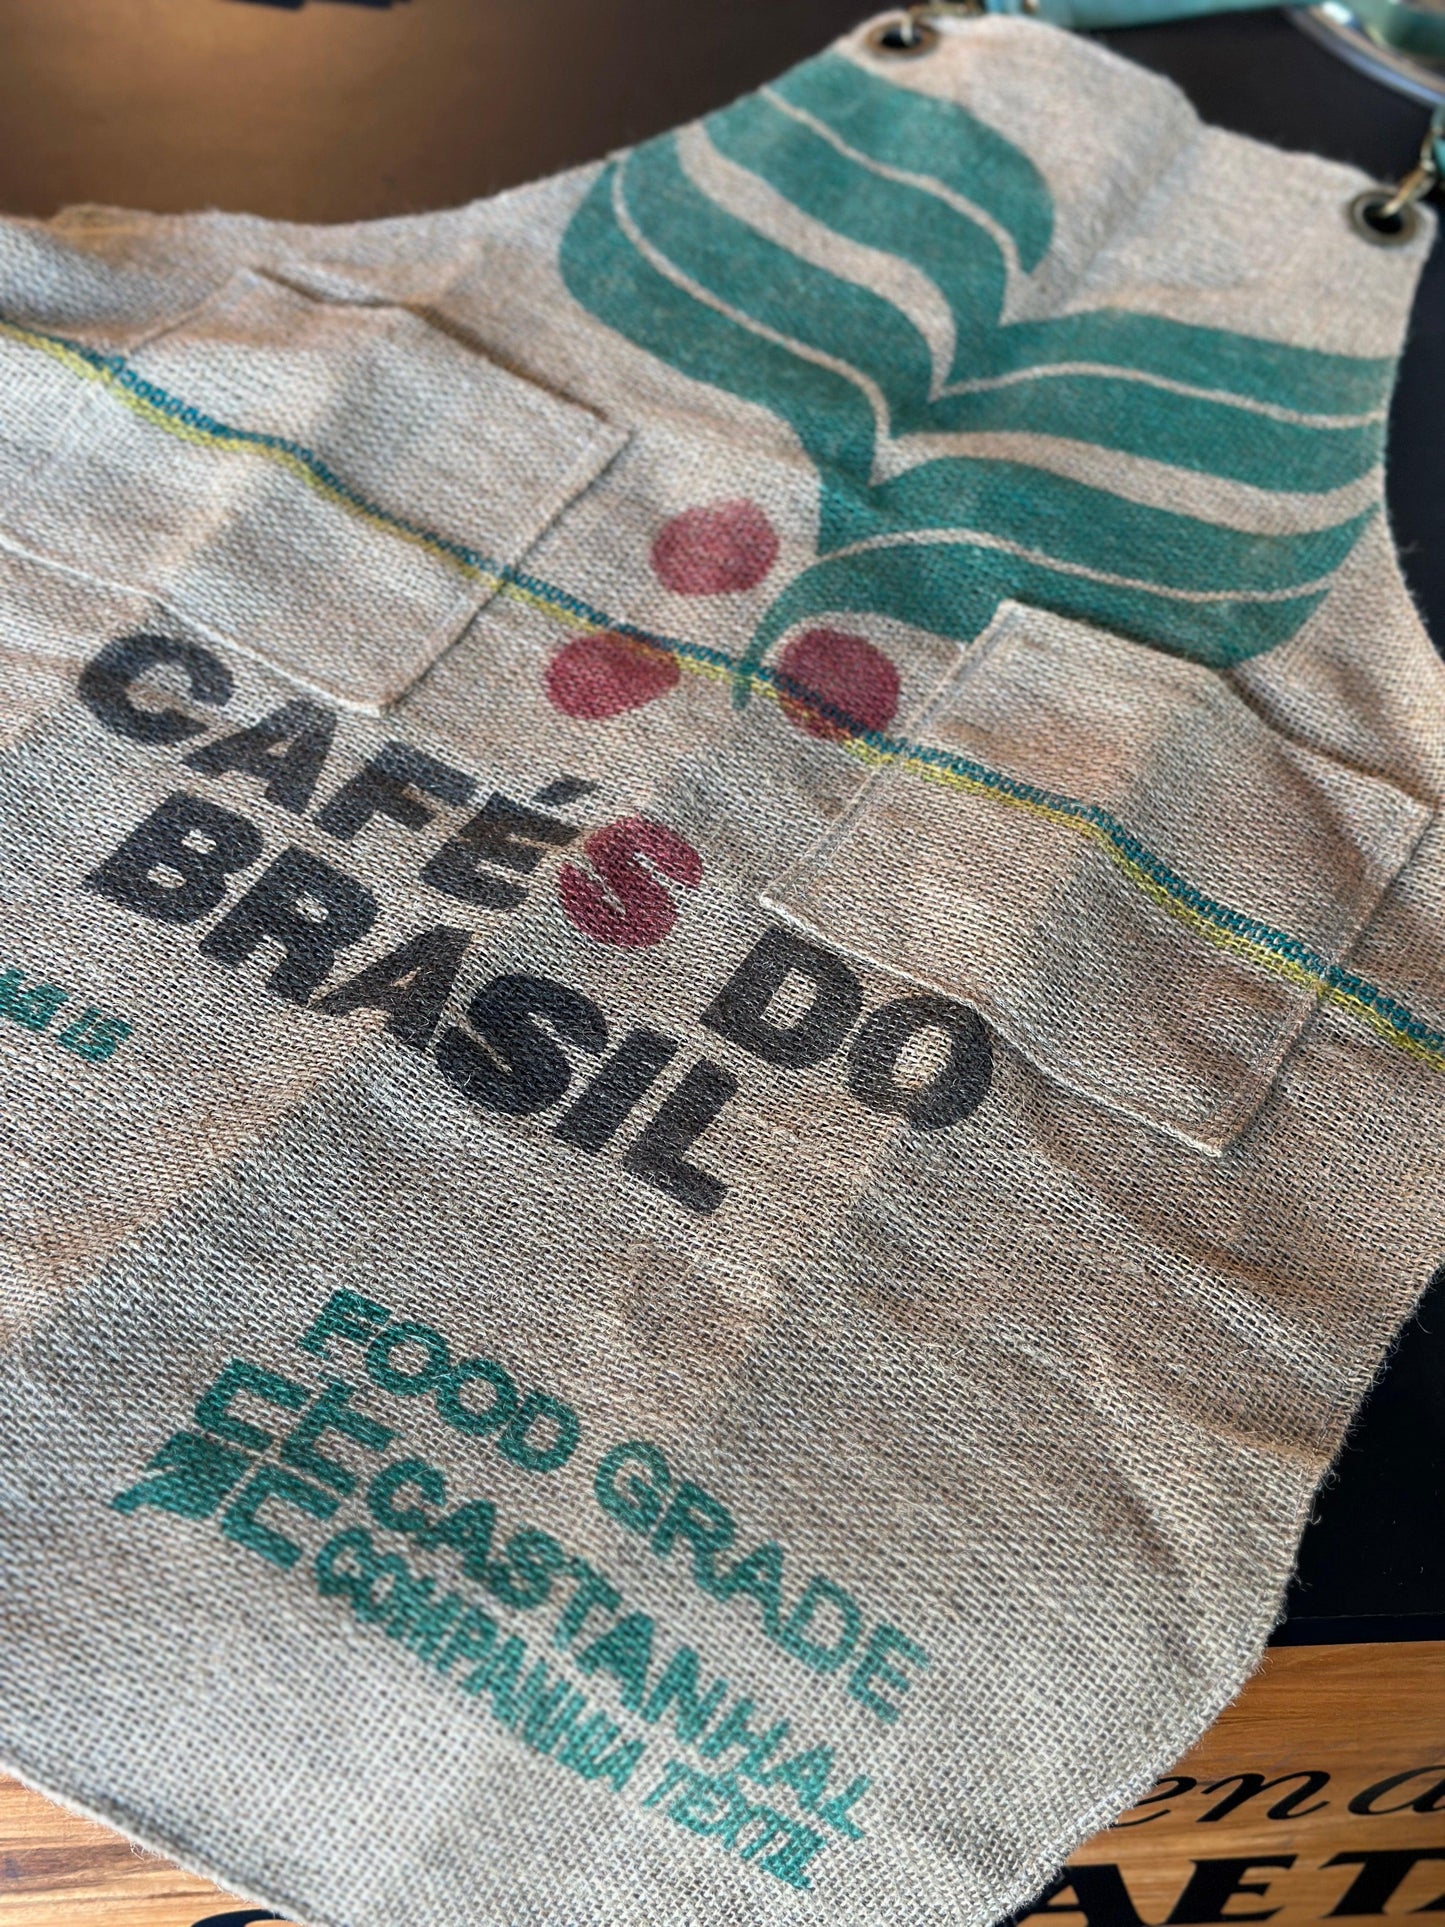 CAFÉS DO
BRASIL
FOOD GRADE
CASTANHAL
COMPANHIA TEXTIL